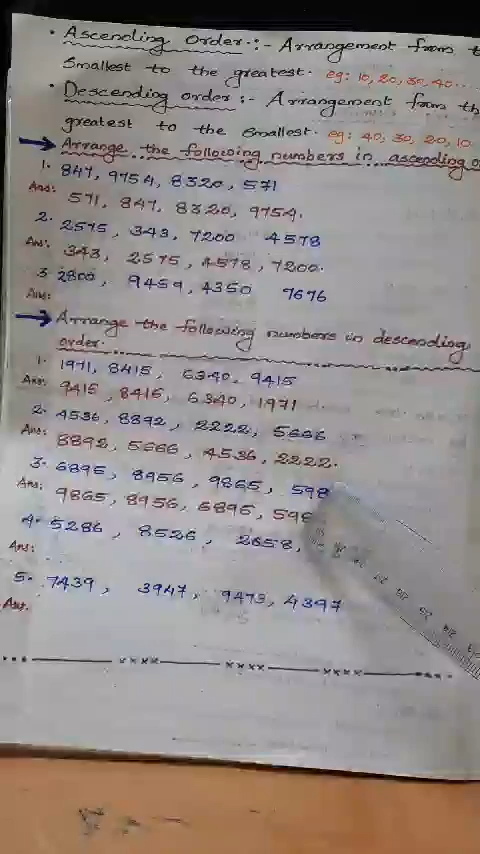 • Ascending Order :- Arrangement from
Smallest to the greatest. eg: 10, 20, 30, 40...
• Descending order :- Arrangement from
greatest to the smallest. eg: 40, 30, 20, 10
→ Arrange the following numbers in ascending
1. 847, 9754, 8320, 571
Ans: 571, 847, 8320, 9754.
2. 2575, 343, 7200 4578
Ans: 343, 2575, 4578, 7200.
3. 2800, 9459, 4350 7676
Ans:
→ Arrange the following numbers in descending
order.
1. 1971, 8415, 6340, 9415
Ans: 9415, 8415, 6340, 1971
2. 4536, 8892, 2222, 5666
Ans: 8892, 5666, 4536, 2222.
3. 6895, 8956, 9865, 598
Ans: 9865, 8956, 6895, 598
4. 5286, 8526, 2658,
Ans:
5. 7439, 3947, 9473, 4397
Ans.